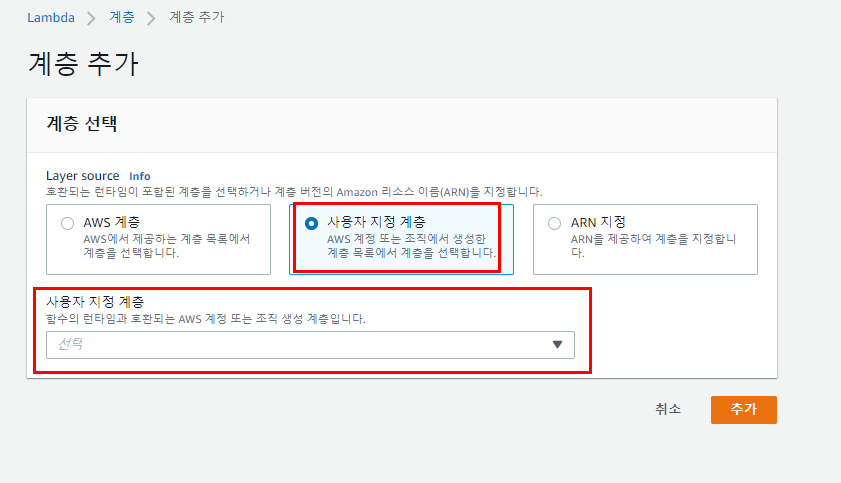 Lambda > 계층 > 계층 추가
계층 추가
계층 선택
Layer source Info
호환되는 런타임이 포함된 계층을 선택하거나 계층 버전의 Amazon 리소스 이름(ARN)을 지정합니다.
AWS 계층
AWS에서 제공하는 계층 목록에서
계층을 선택합니다.
사용자 지정 계층
AWS 계정 또는 조직에서 생성한
계층 목록에서 계층을 선택합니다.
ARN 지정
ARN을 제공하여 계층을 지정합니
다.
사용자 지정 계층
함수의 런타임과 호환되는 AWS 계정 또는 조직 생성 계층입니다.
선택
취소
추가